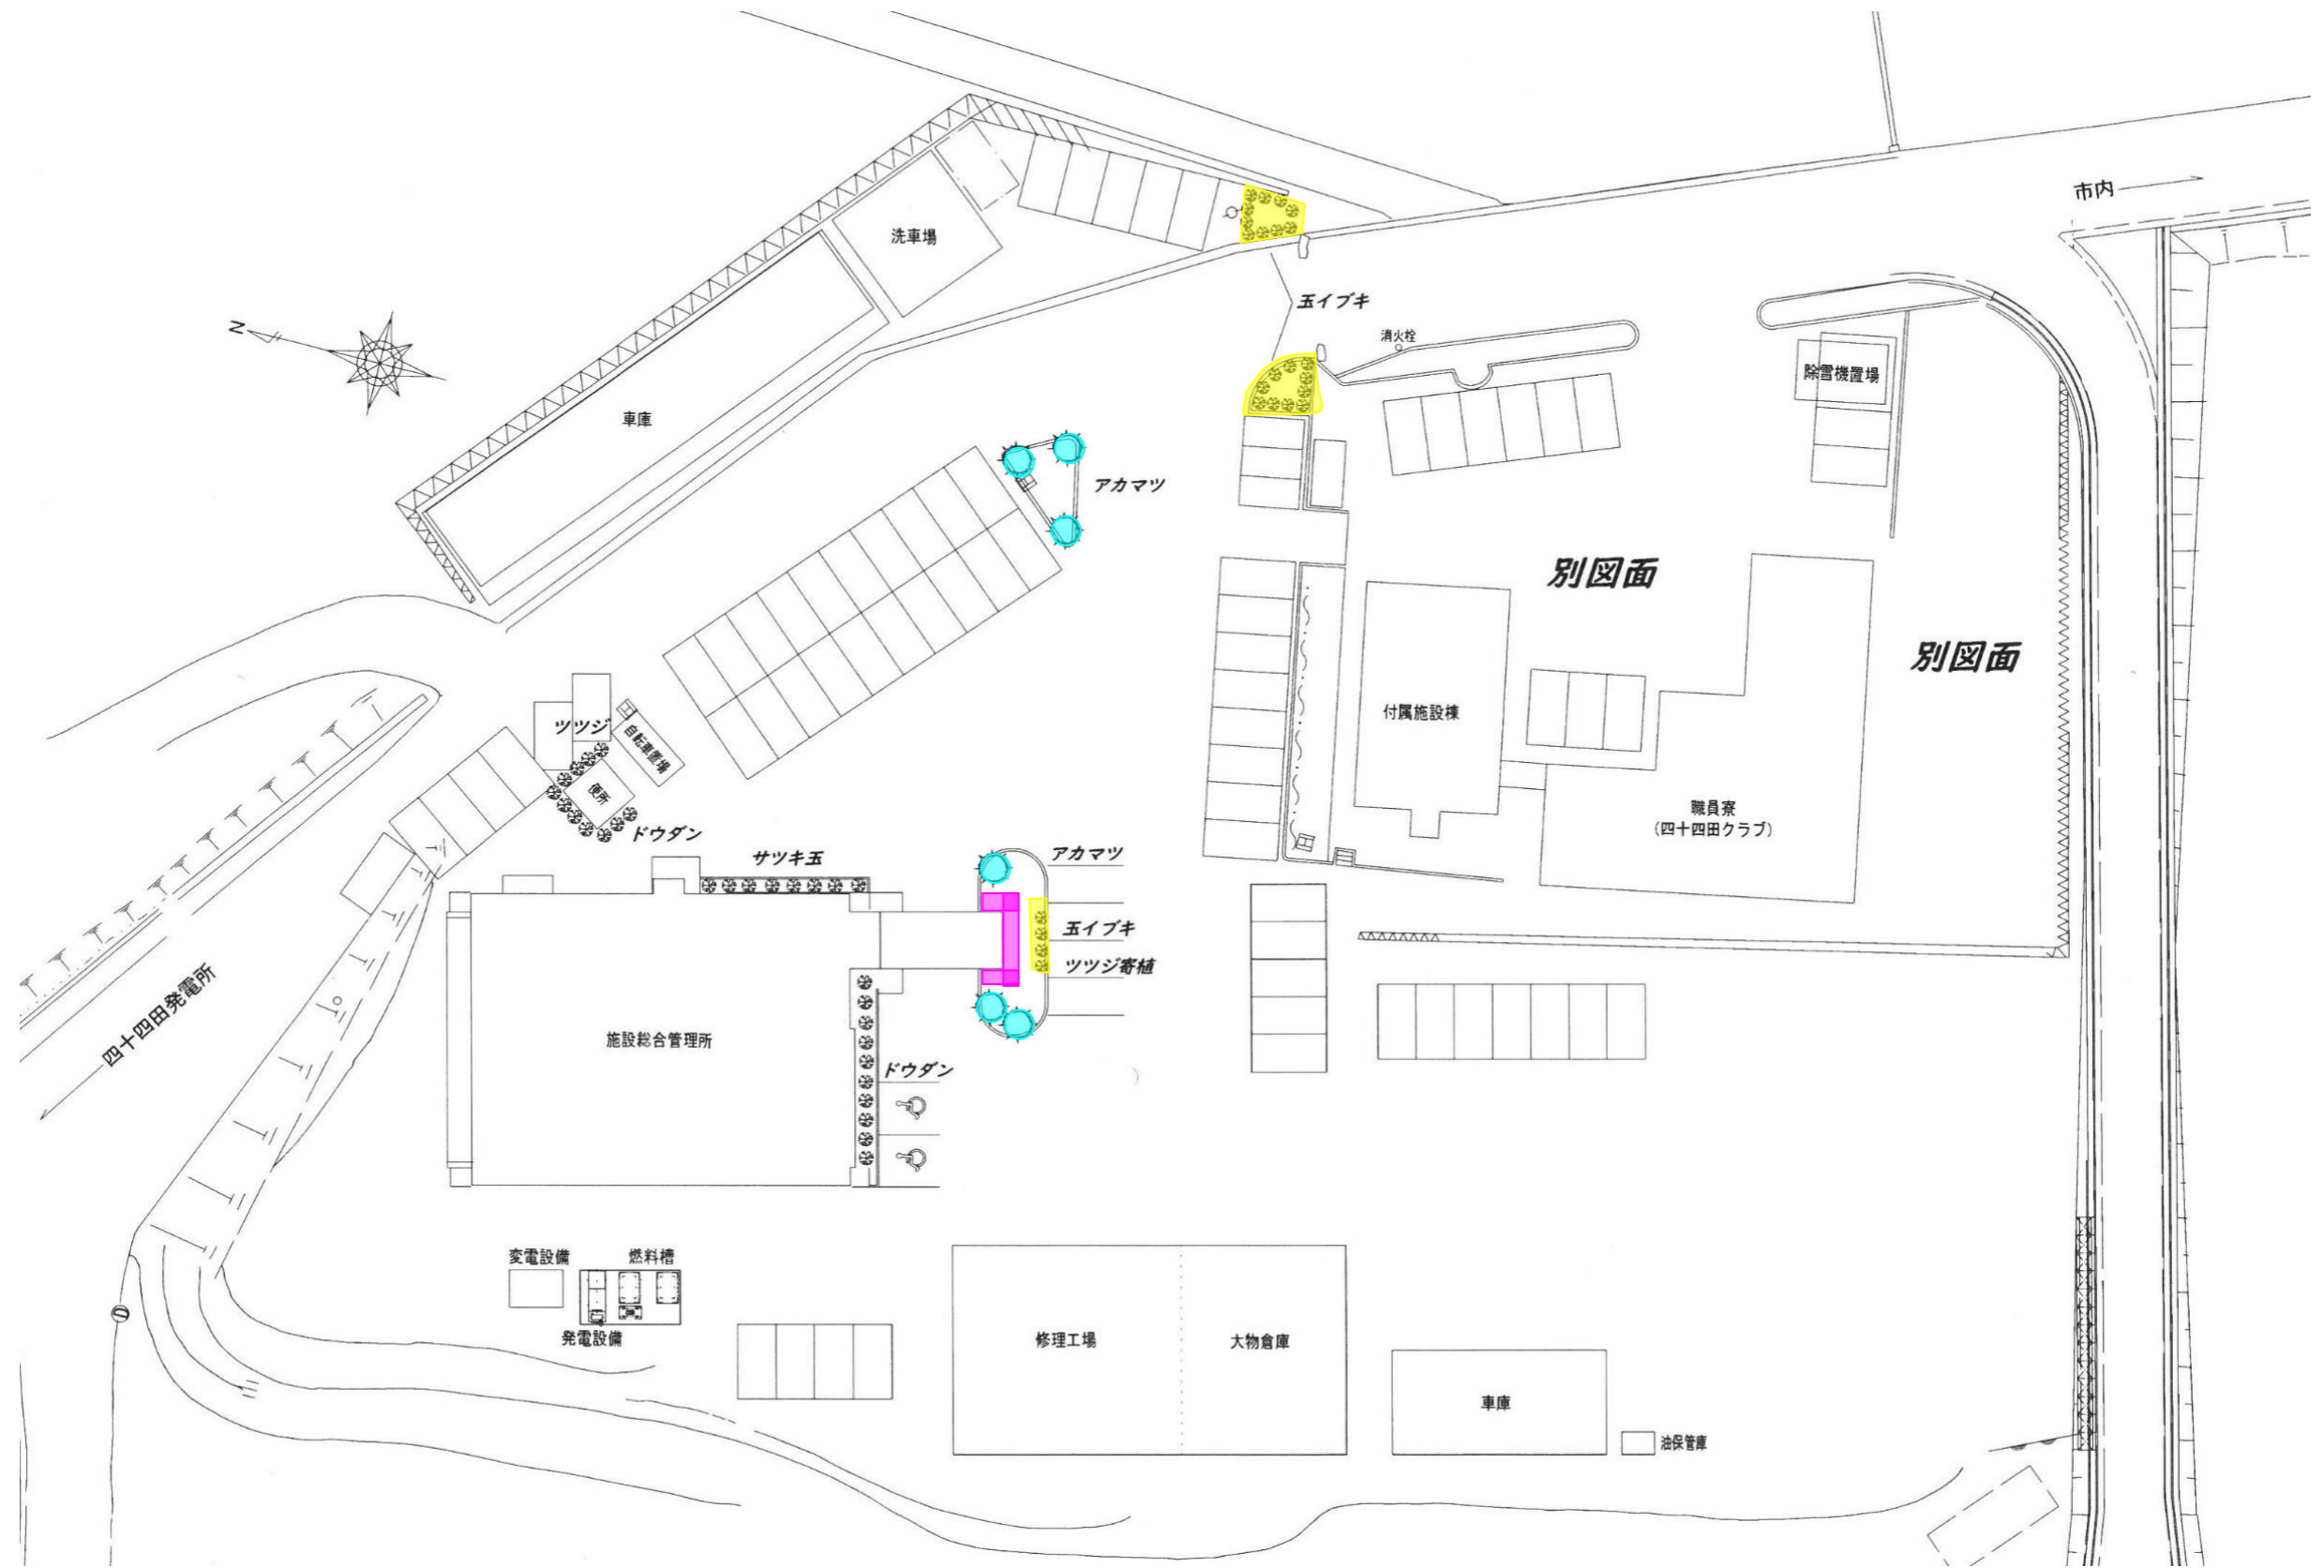 市内
洗車場
玉イブキ
N
消火栓
除雪機置場
車庫
アカマツ
別図面
別図面
ツツジ
自転車置場
付属施設棟
便所
職員寮
(四十四田クラブ)
ドウダン
サツキ玉
アカマツ
玉イブキ
ツツジ寄植
四十四田発電所
施設総合管理所
ドウダン
変電設備
燃料槽
発電設備
修理工場
大物倉庫
車庫
油保管庫